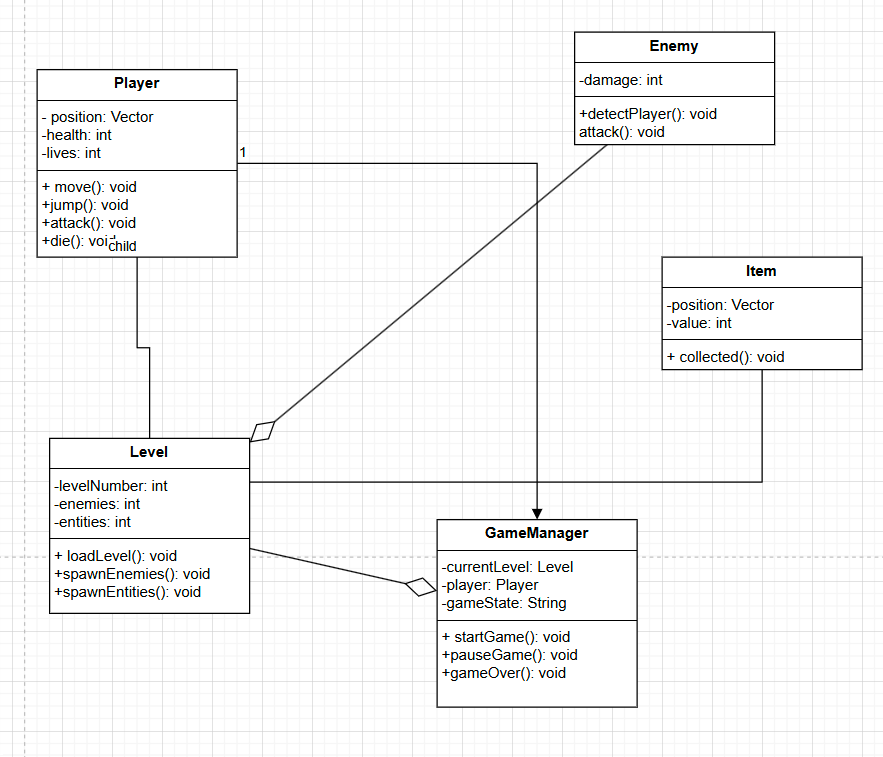 Player
- position: Vector
-health: int
-lives: int
+ move(): void
+jump(): void
+attack(): void
+die(): void
child
1
Enemy
-damage: int
+detectPlayer(): void
attack(): void
Item
-position: Vector
-value: int
+ collected(): void
Level
-levelNumber: int
-enemies: int
-entities: int
+ loadLevel(): void
+spawnEnemies(): void
+spawnEntities(): void
GameManager
-currentLevel: Level
-player: Player
-gameState: String
+ startGame(): void
+pauseGame(): void
+gameOver(): void